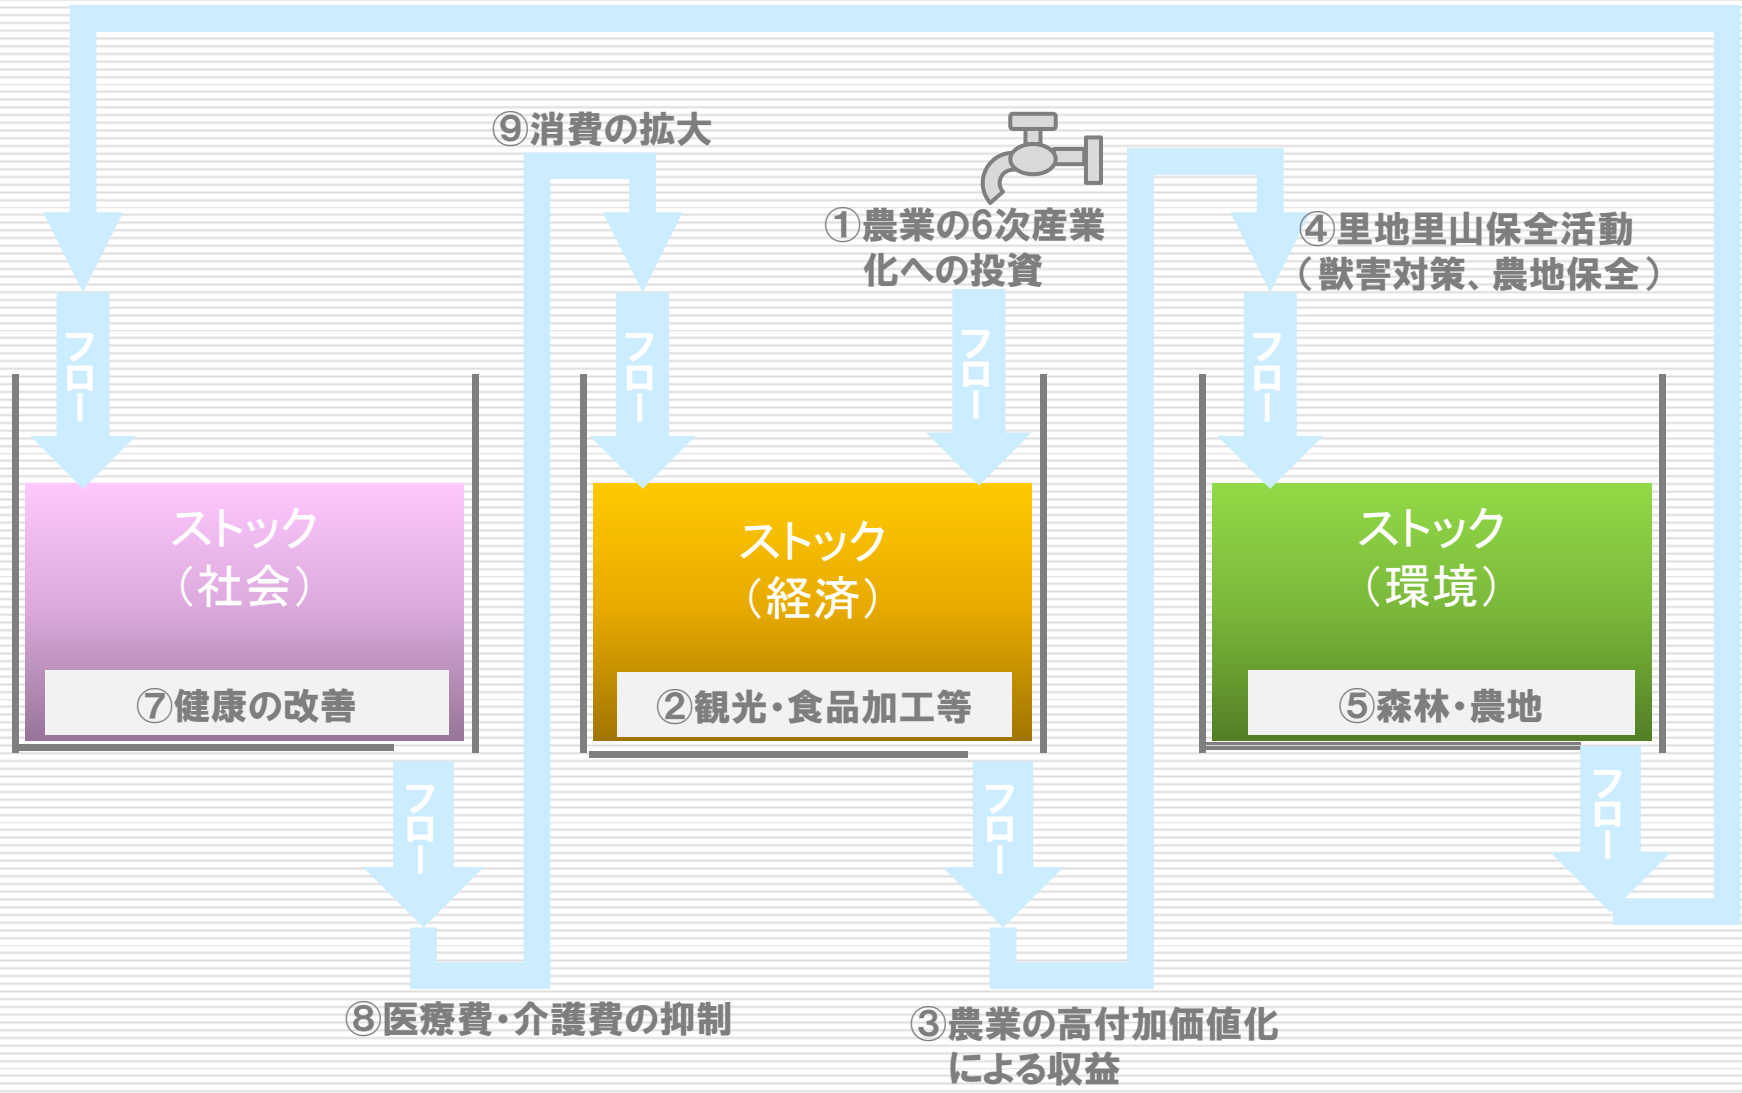 ⑨消費の拡大
①農業の6次産業
化への投資
④里地里山保全活動
（獣害対策、農地保全）
フロー
フロー
フロー
フロー
ストック
（社会）
⑦健康の改善
ストック
（経済）
②観光・食品加工等
ストック
（環境）
⑤森林・農地
フロー
フロー
フロー
⑧医療費・介護費の抑制
③農業の高付加価値化
による収益